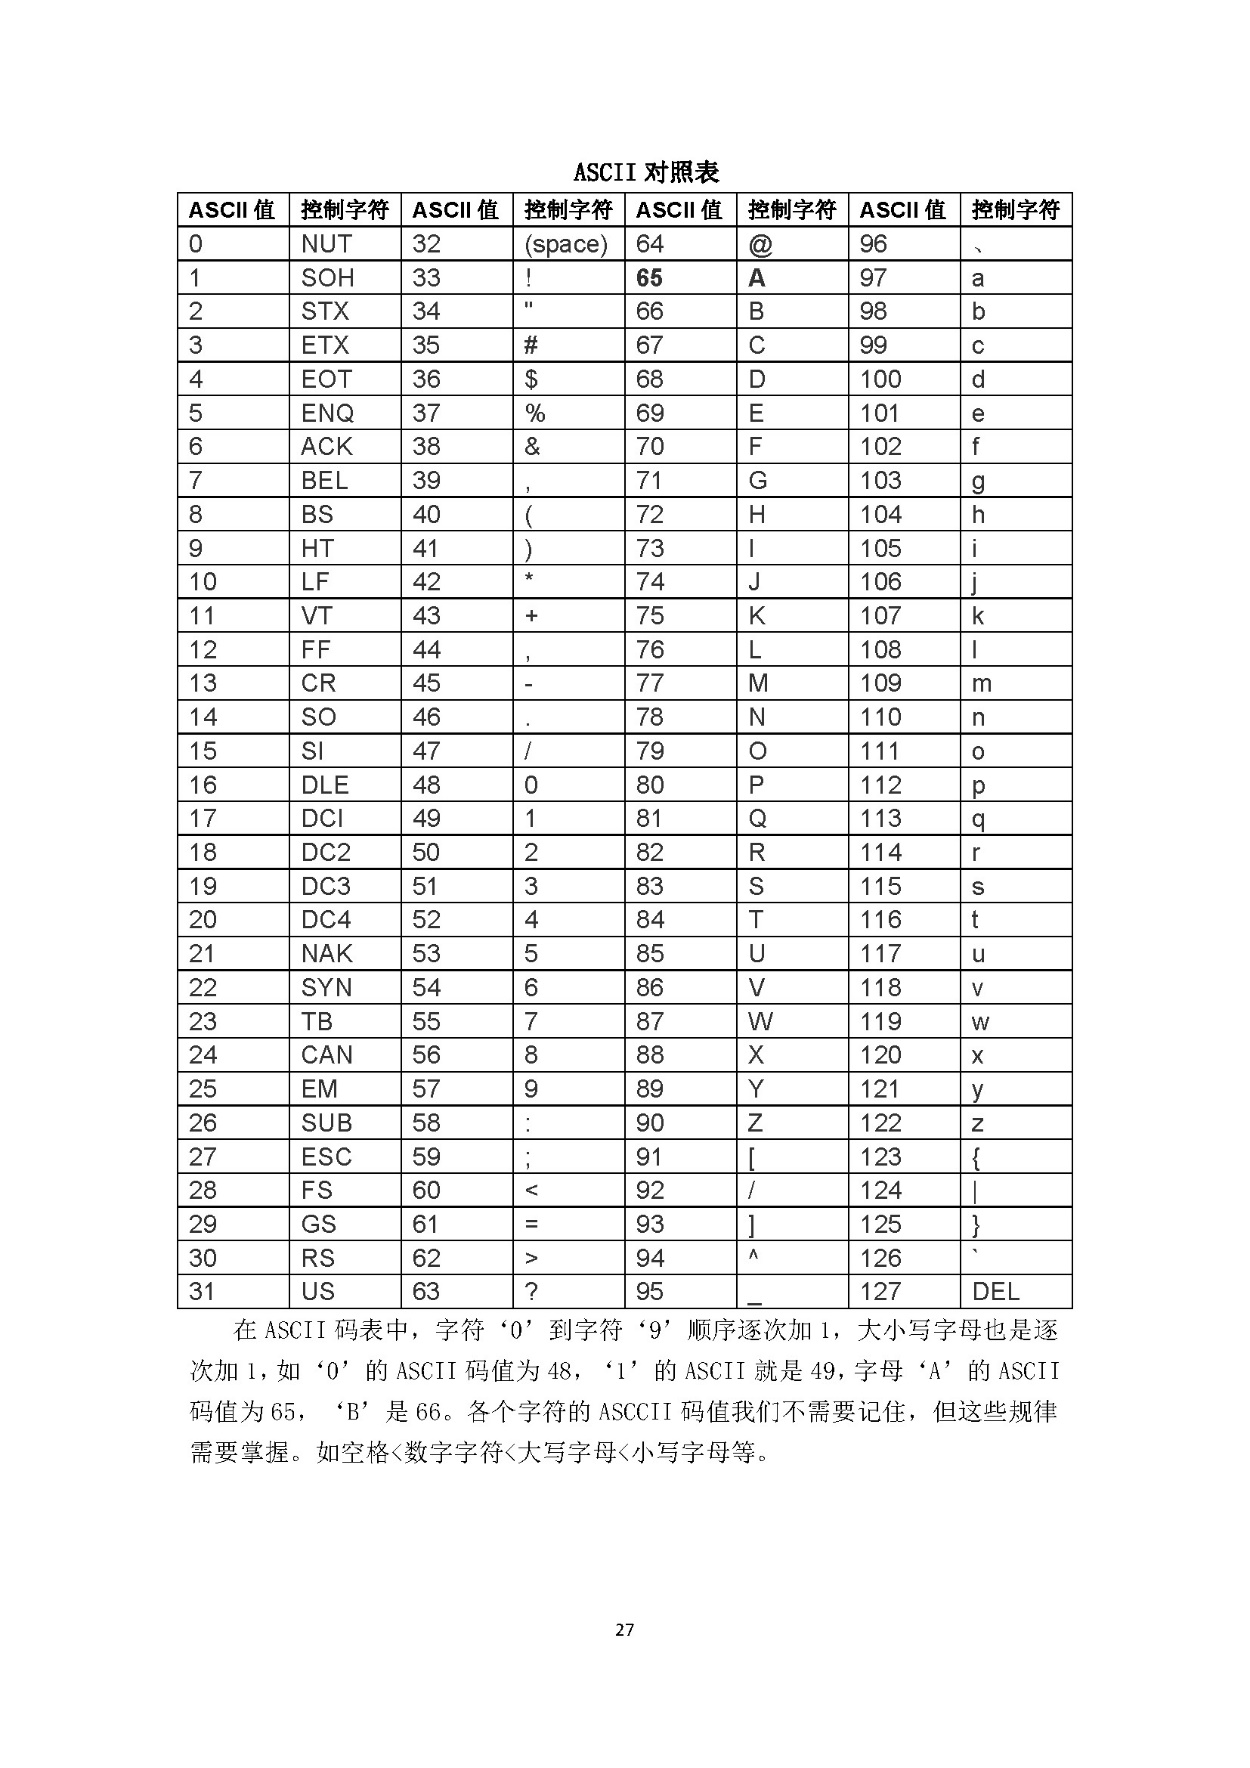 ASCII 对照表
ASCII 值 控制字符 ASCII 值 控制字符 ASCII 值 控制字符 ASCII 值 控制字符
0 NUT 32 (space) 64 @ 96 、
1 SOH 33 ! 65 A 97 a
2 STX 34 " 66 B 98 b
3 ETX 35 # 67 C 99 c
4 EOT 36 $ 68 D 100 d
5 ENQ 37 % 69 E 101 e
6 ACK 38 & 70 F 102 f
7 BEL 39 , 71 G 103 g
8 BS 40 ( 72 H 104 h
9 HT 41 ) 73 I 105 i
10 LF 42 * 74 J 106 j
11 VT 43 + 75 K 107 k
12 FF 44 , 76 L 108 l
13 CR 45 - 77 M 109 m
14 SO 46 . 78 N 110 n
15 SI 47 / 79 O 111 o
16 DLE 48 0 80 P 112 p
17 DCI 49 1 81 Q 113 q
18 DC2 50 2 82 R 114 r
19 DC3 51 3 83 S 115 s
20 DC4 52 4 84 T 116 t
21 NAK 53 5 85 U 117 u
22 SYN 54 6 86 V 118 v
23 TB 55 7 87 W 119 w
24 CAN 56 8 88 X 120 x
25 EM 57 9 89 Y 121 y
26 SUB 58 : 90 Z 122 z
27 ESC 59 ; 91 [ 123 {
28 FS 60 < 92 / 124 |
29 GS 61 = 93 ] 125 }
30 RS 62 > 94 ^ 126 `
31 US 63 ? 95 _ 127 DEL
在 ASCII 码表中，字符‘0’到字符‘9’顺序逐次加 1，大小写字母也是逐
次加 1，如‘0’的 ASCII 码值为 48，‘1’的 ASCII 就是 49，字母‘A’的 ASCII
码值为 65，‘B’是 66。各个字符的 ASCCII 码值我们不需要记住，但这些规律
需要掌握。如空格<数字字符<大写字母<小写字母等。
27